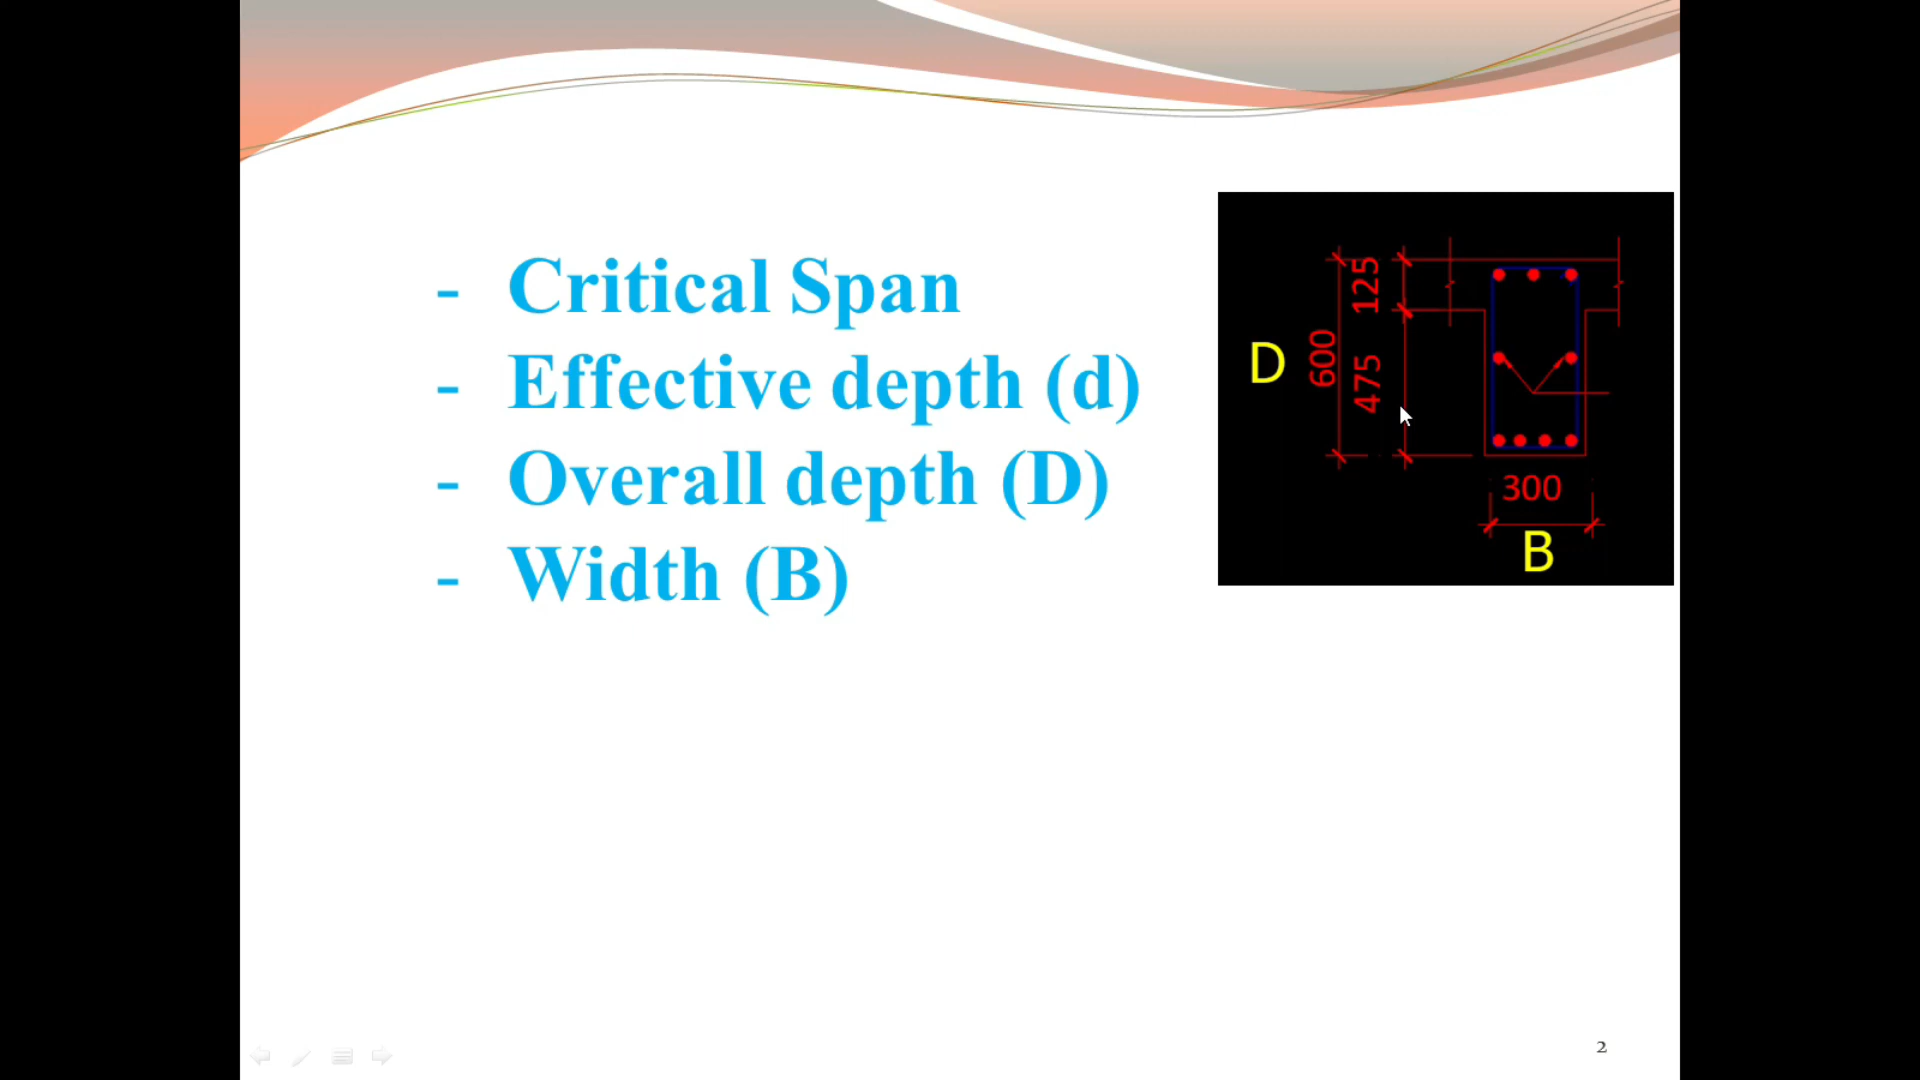 - Critical Span
- Effective depth (d)
- Overall depth (D)
- Width (B)
125
D
600
475
300
B
2